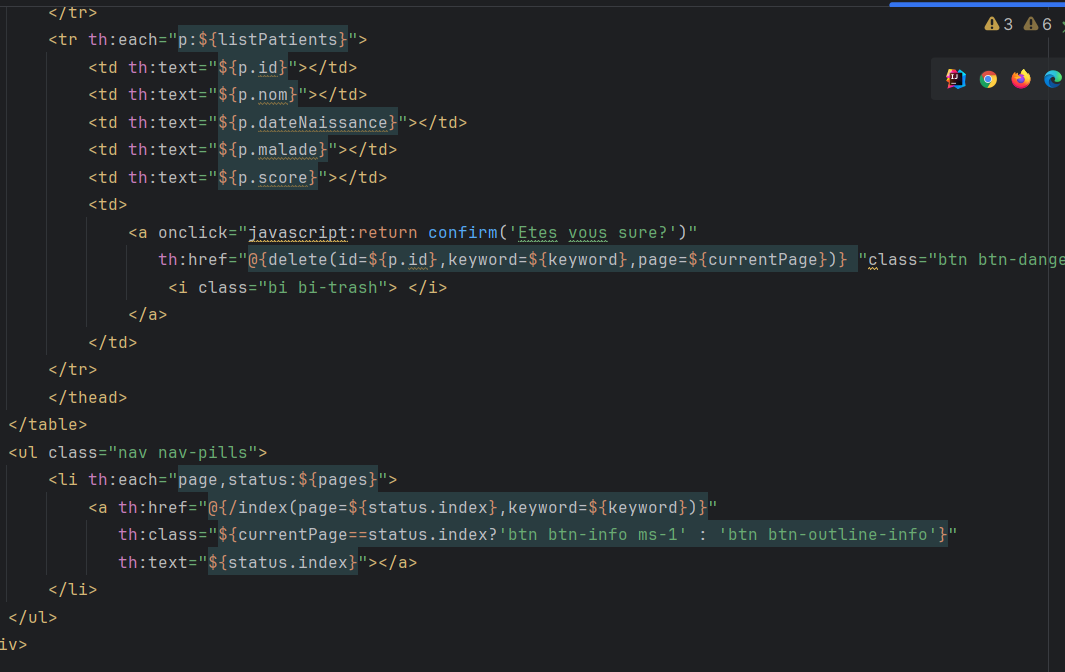 </tr>
3 6
<tr th:each="p:${listPatients}">
<td th:text="${p.id}"></td>
<td th:text="${p.nom}"></td>
<td th:text="${p.dateNaissance}"></td>
<td th:text="${p.malade}"></td>
<td th:text="${p.score}"></td>
<td>
<a onclick="javascript:return confirm('Etes vous sure?')"
th:href="@{delete(id=${p.id},keyword=${keyword},page=${currentPage})} "class="btn btn-dange
<i class="bi bi-trash"> </i>
</a>
</td>
</tr>
</thead>
</table>
<ul class="nav nav-pills">
<li th:each="page,status:${pages}">
<a th:href="@{/index(page=${status.index},keyword=${keyword})}"
th:class="${currentPage==status.index?'btn btn-info ms-1' : 'btn btn-outline-info'}"
th:text="${status.index}"></a>
</li>
</ul>
iv>